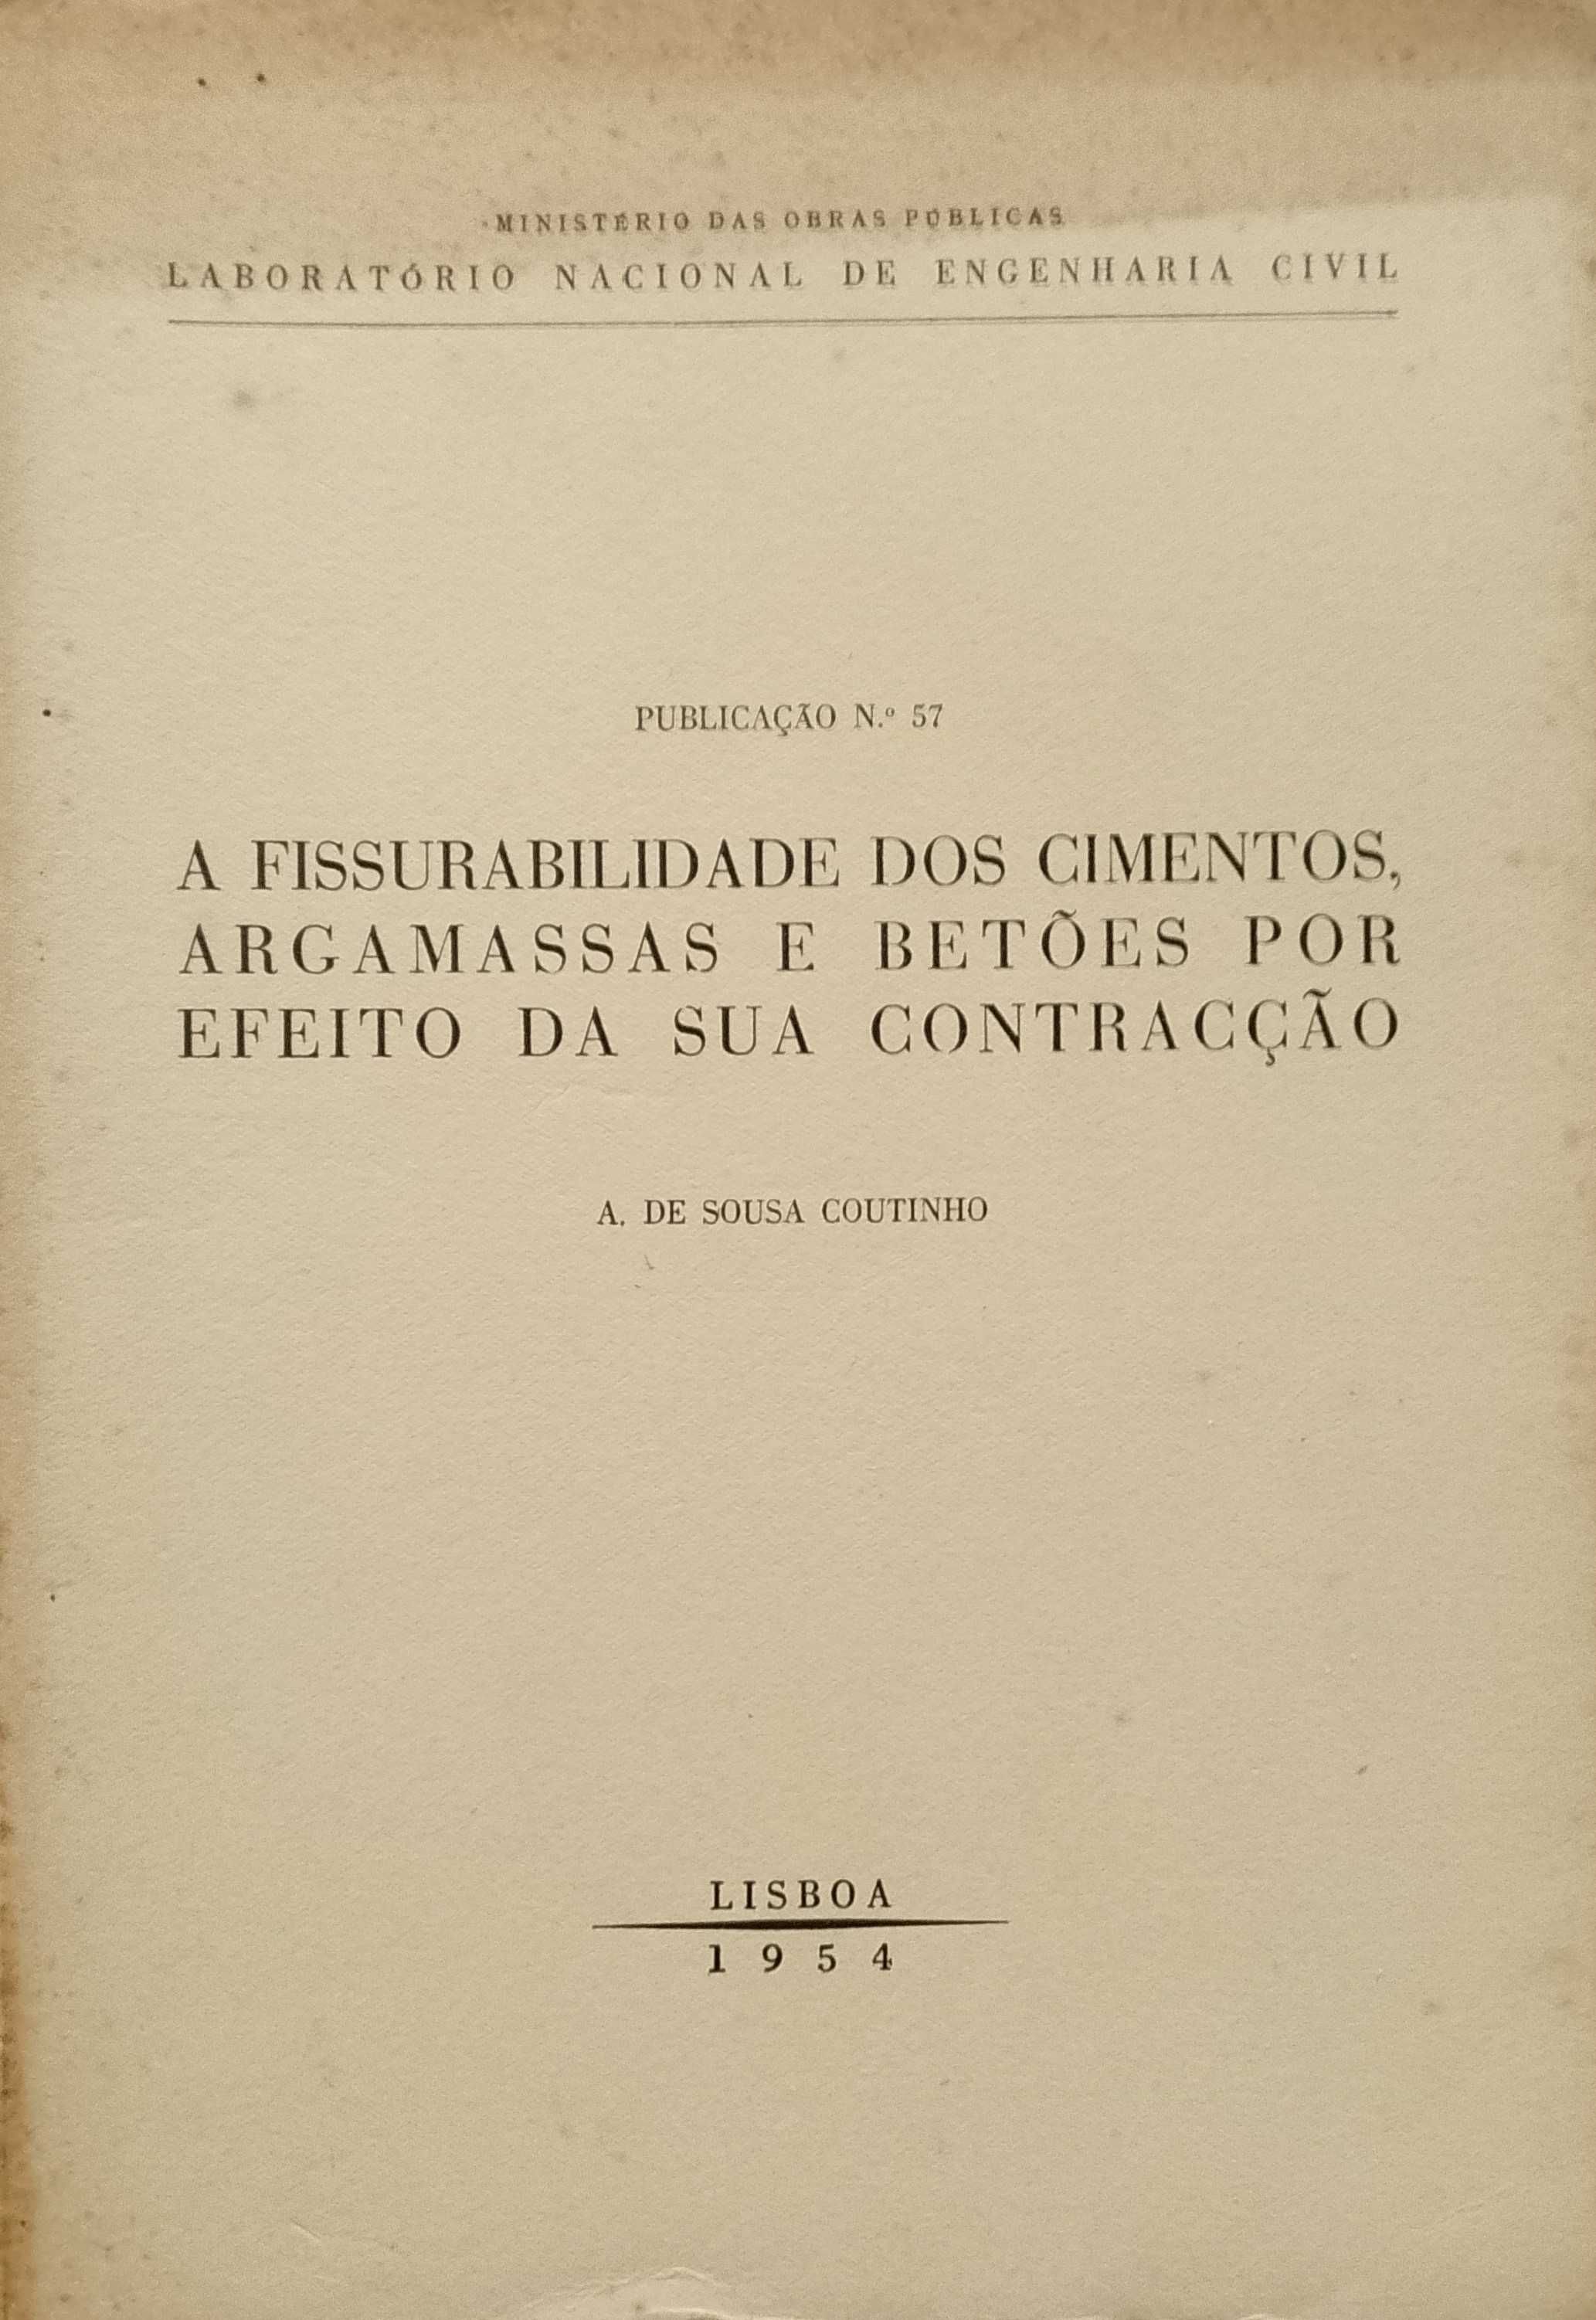 MINISTÉRIO DAS OBRAS PÚBLICAS
LABORATÓRIO NACIONAL DE ENGENHARIA CIVIL
PUBLICAÇÃO N.º 57
A FISSURABILIDADE DOS CIMENTOS,
ARGAMASSAS E BETÕES POR
EFEITO DA SUA CONTRACÇÃO
A. DE SOUSA COUTINHO
LISBOA
1954